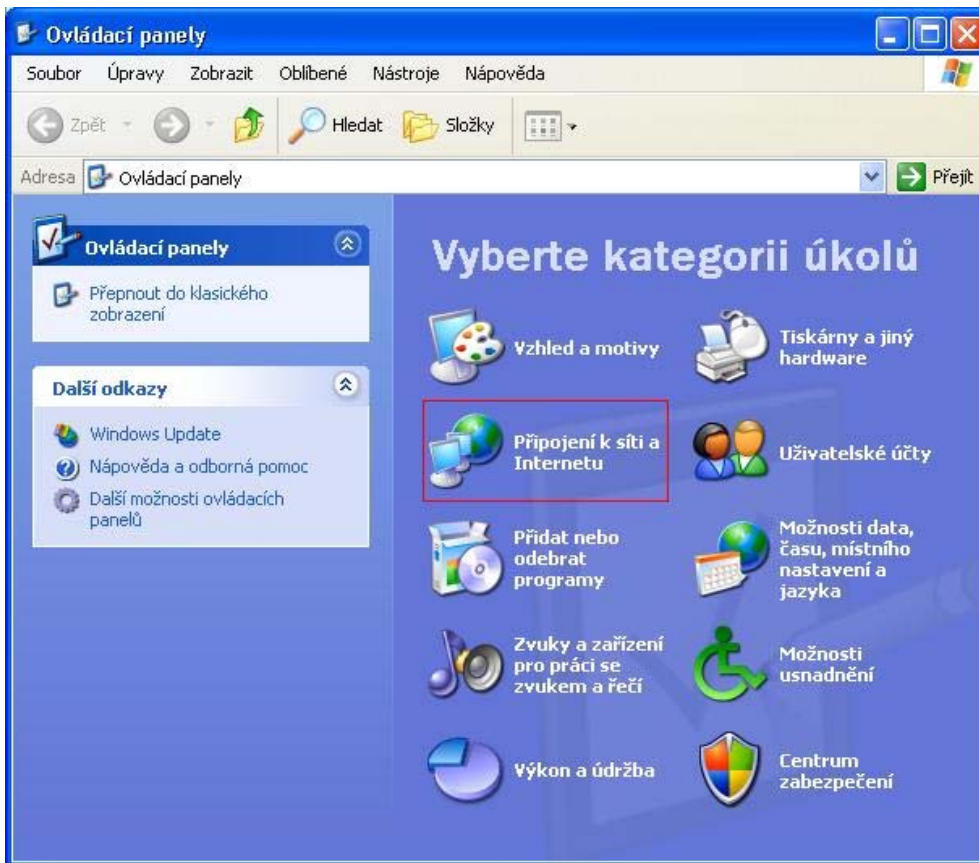 Ovládací panely
Soubor Úpravy Zobrazit Oblíbené Nástroje Nápověda
Zpět Hledat Složky
Adresa Ovládací panely Přejít
Ovládací panely
Přepnout do klasického
zobrazení
Další odkazy
Windows Update
Nápověda a odborná pomoc
Další možnosti ovládacích
panelů
Vyberte kategorii úkolů
Vzhled a motivy
Tiskárny a jiný
hardware
Připojení k síti a
Internetu
Uživatelské účty
Přidat nebo
odebrat
programy
Možnosti data,
času, místního
nastavení a
jazyka
Zvuky a zařízení
pro práci se
zvukem a řečí
Možnosti
usnadnění
Výkon a údržba
Centrum
zabezpečení